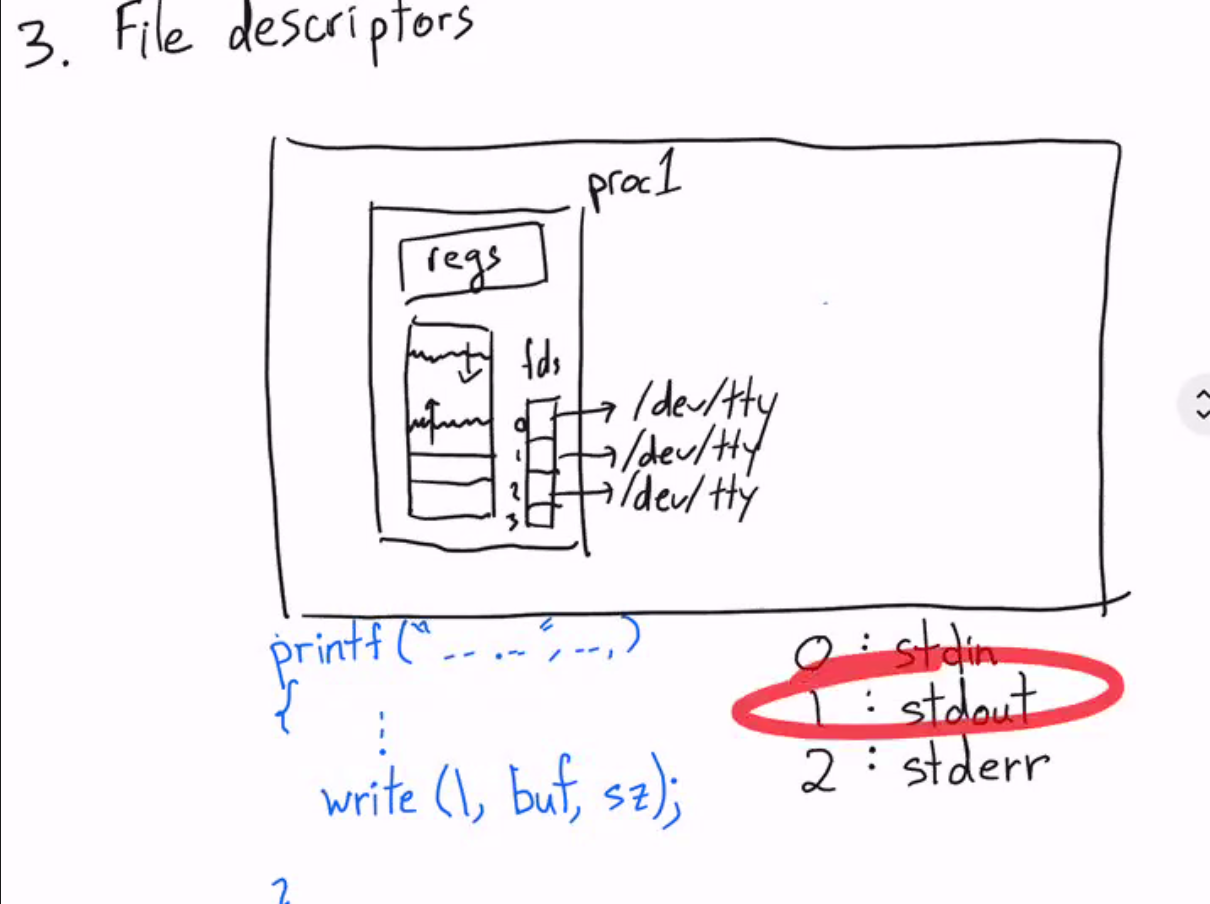 3. File descriptors
proc1
regs
fds
0 /dev/tty
1 /dev/tty
2 /dev/tty
3
printf ("-- .--", --,)
{
write (1, buf, sz);
0 : stdin
1 : stdout
2 : stderr